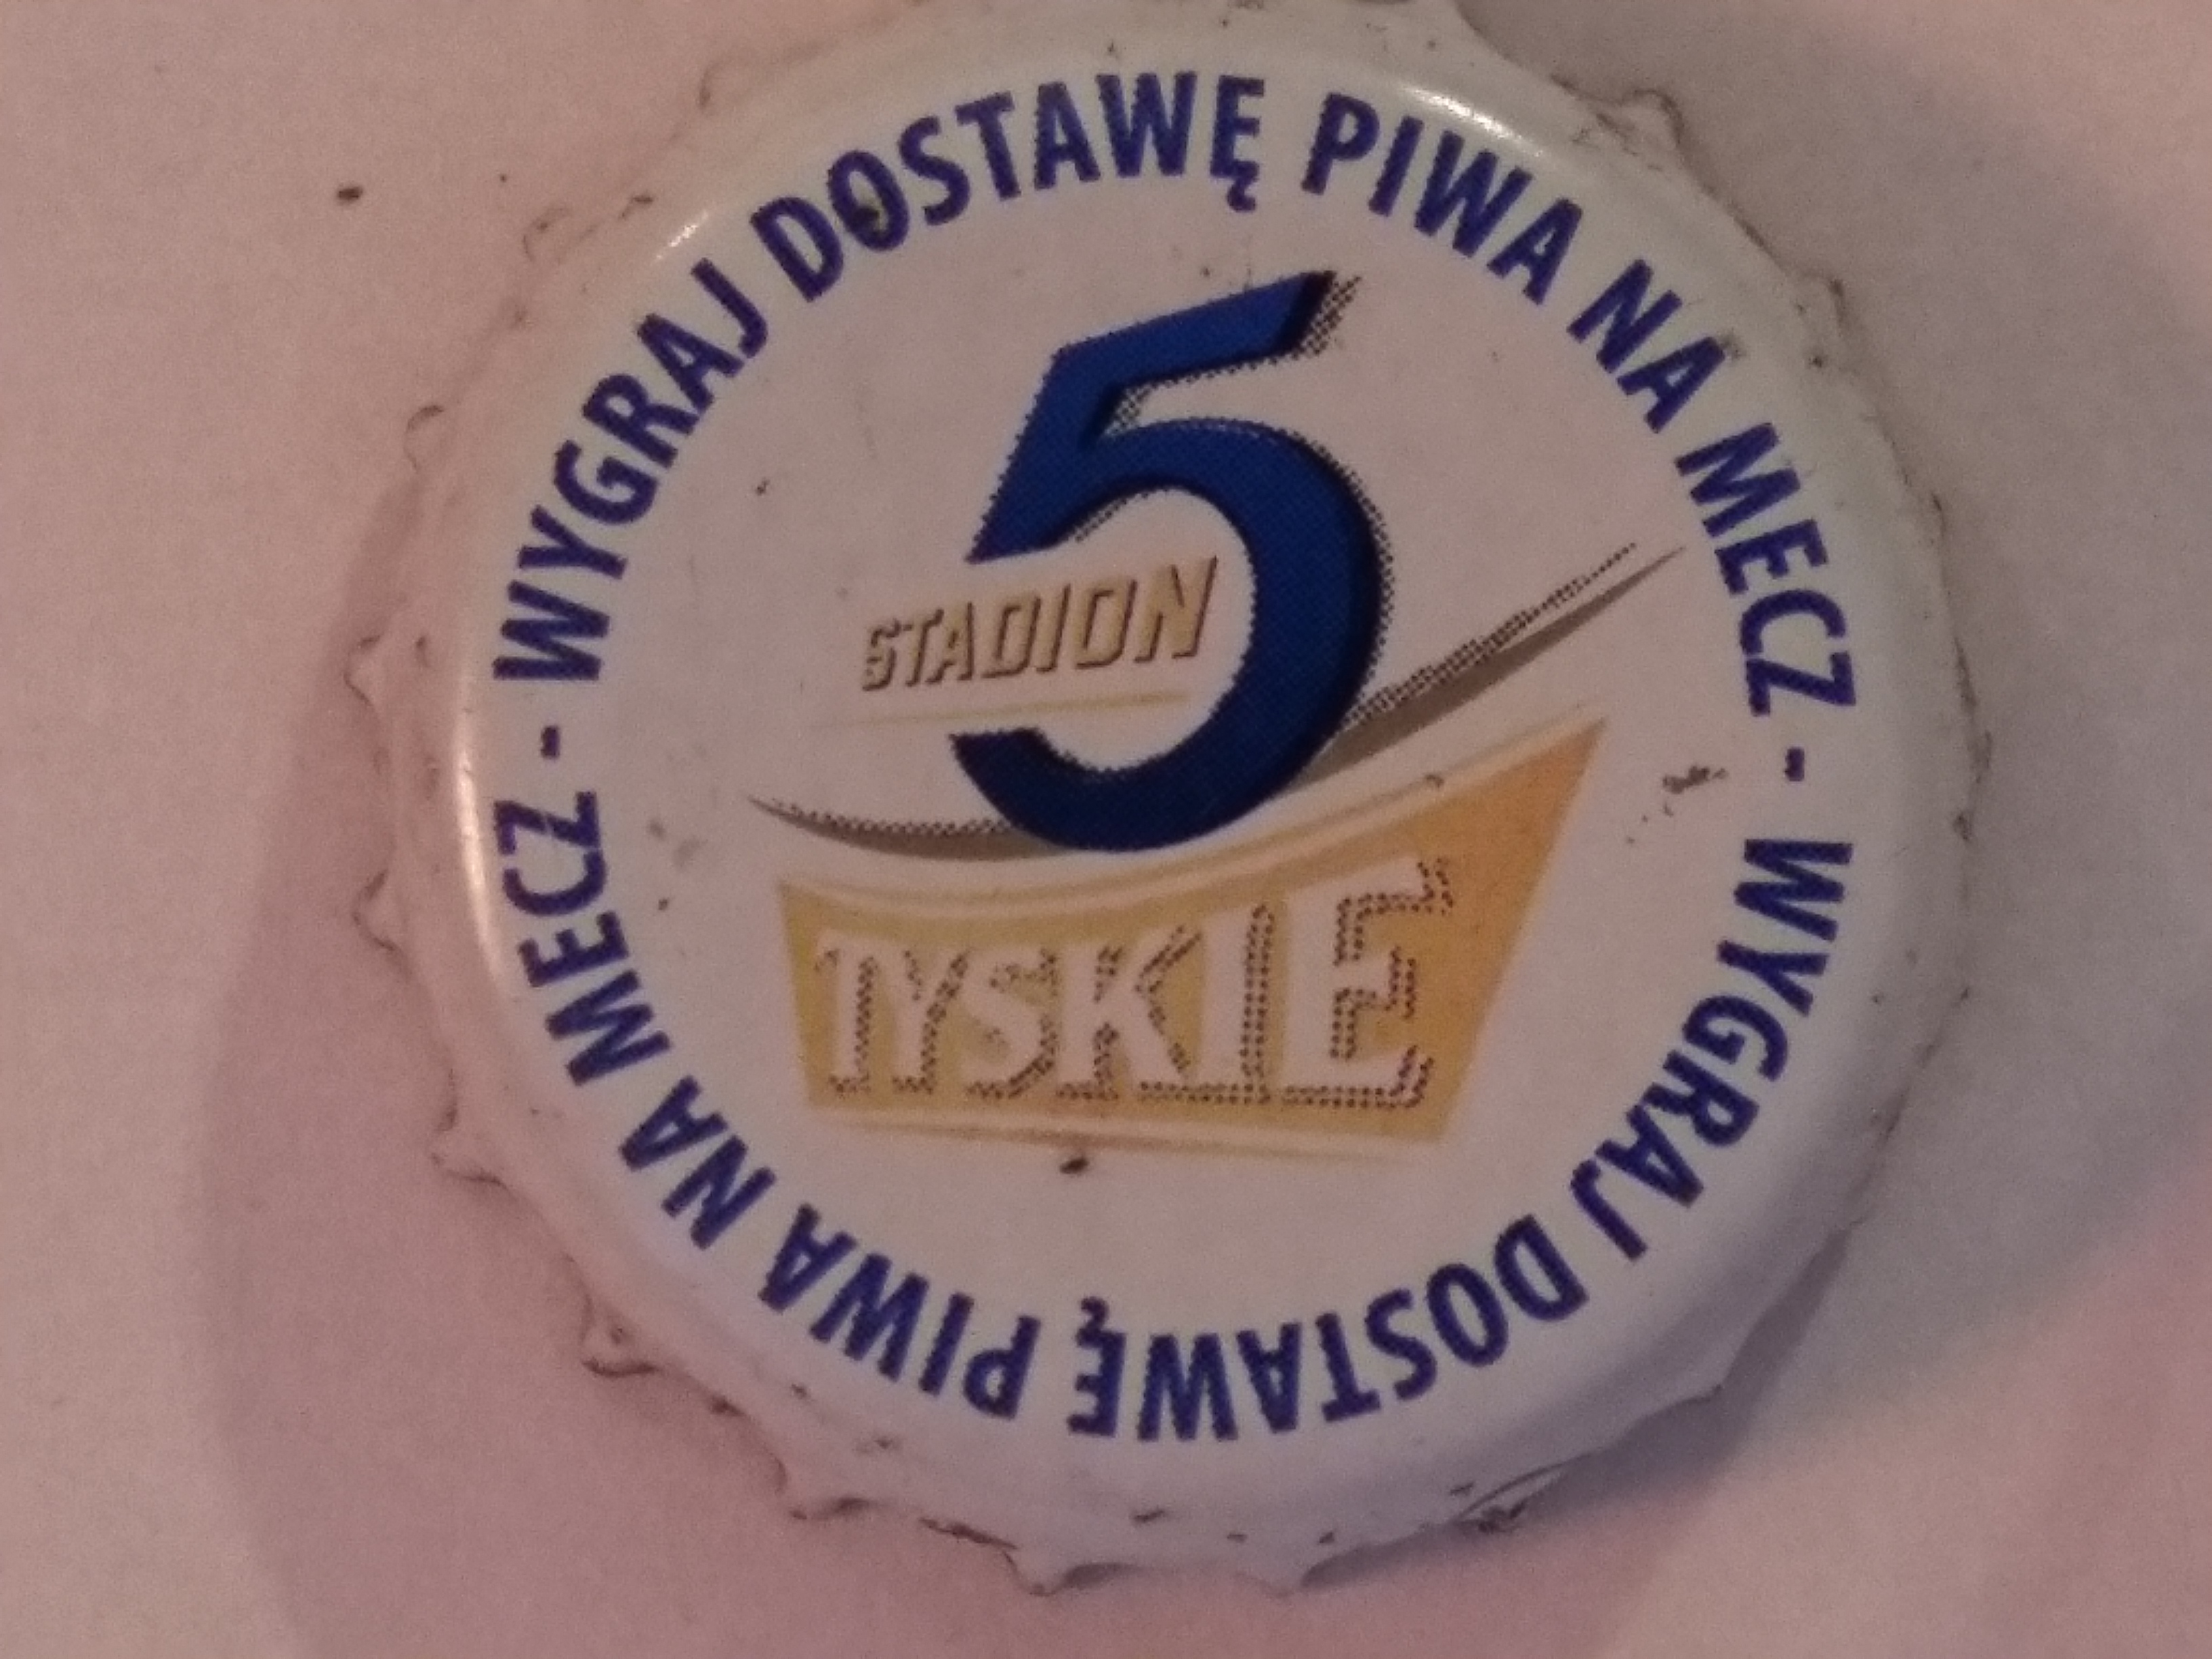 WYGRAJ DOSTAWĘ PIWA NA MECZ - WYGRAJ DOSTAWĘ PIWA NA MECZ -
5
STADION
TYSKIE